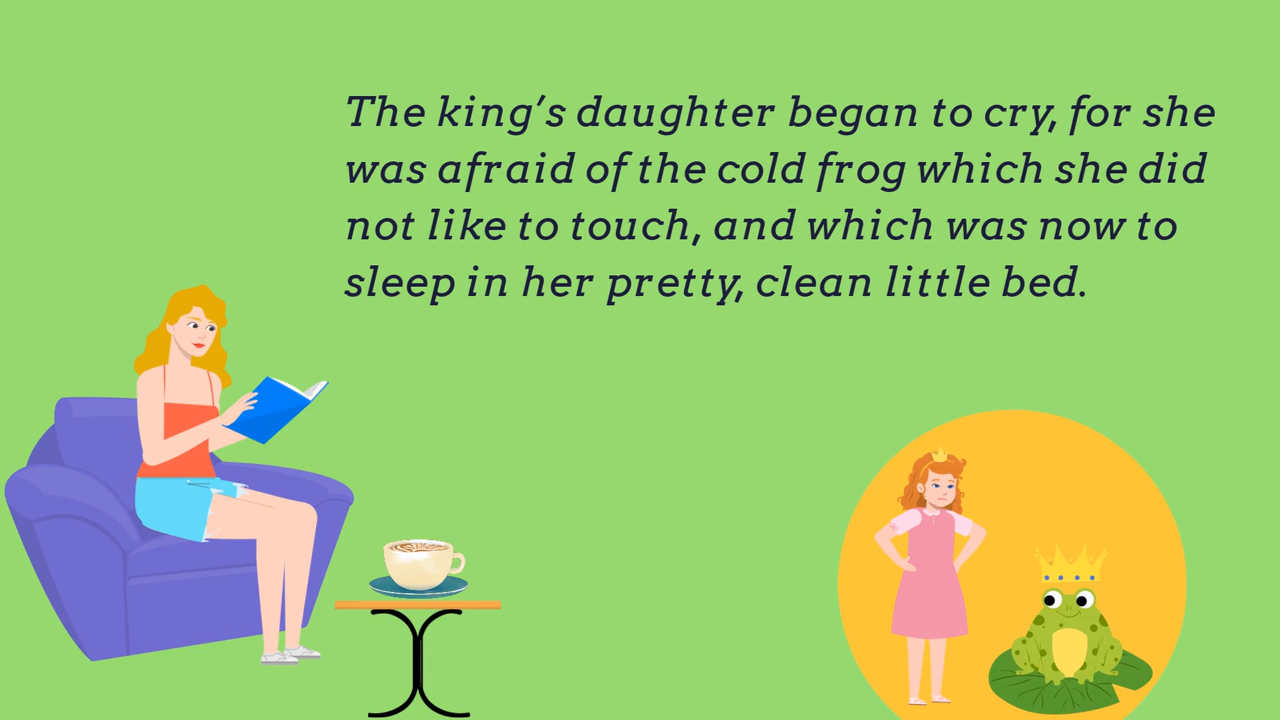 The king’s daughter began to cry, for she
was afraid of the cold frog which she did
not like to touch, and which was now to
sleep in her pretty, clean little bed.